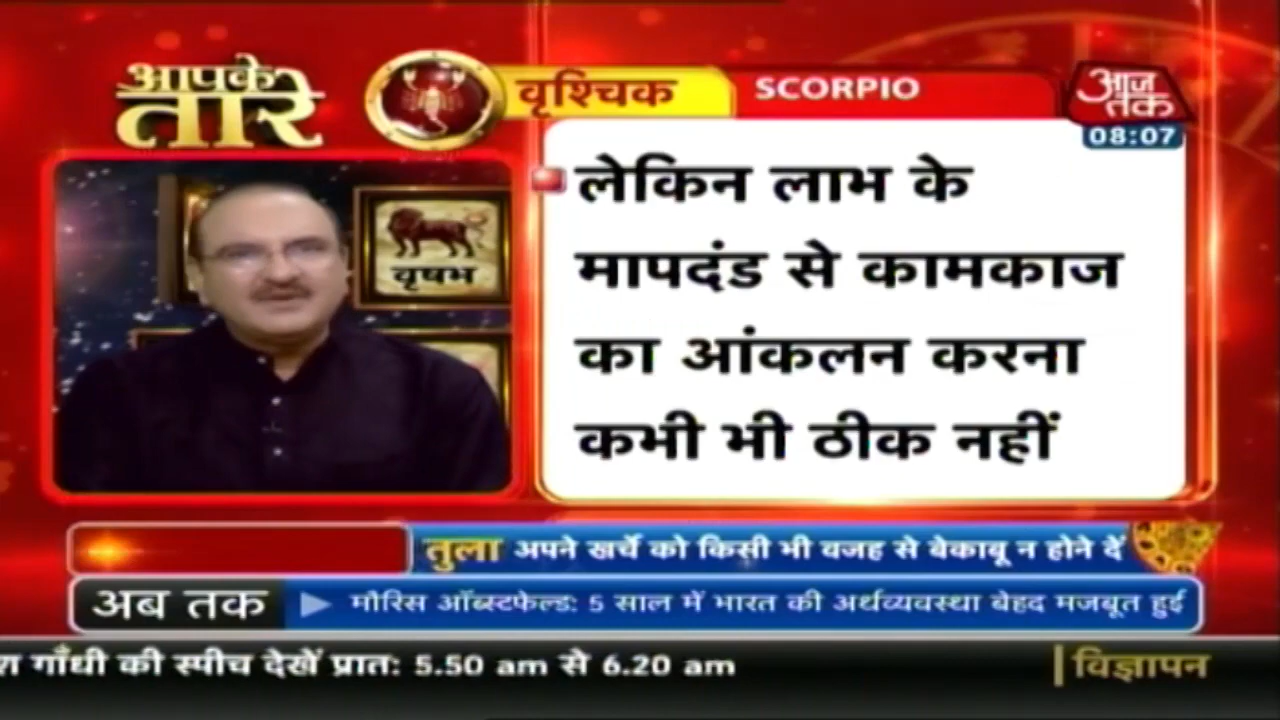 आपके
तारे
वृश्चिक
SCORPIO
आज
तक
08:07
वृषभ
लेकिन लाभ के
मापदंड से कामकाज
का आंकलन करना
कभी भी ठीक नहीं
तुला अपने खर्चे को किसी भी वजह से बेकाबू न होने दें
अब तक
मौरिस ऑब्स्टफेल्ड: 5 साल में भारत की अर्थव्यवस्था बेहद मजबूत हुई
श गाँधी की स्पीच देखें प्रात: 5.50 am से 6.20 am
विज्ञापन